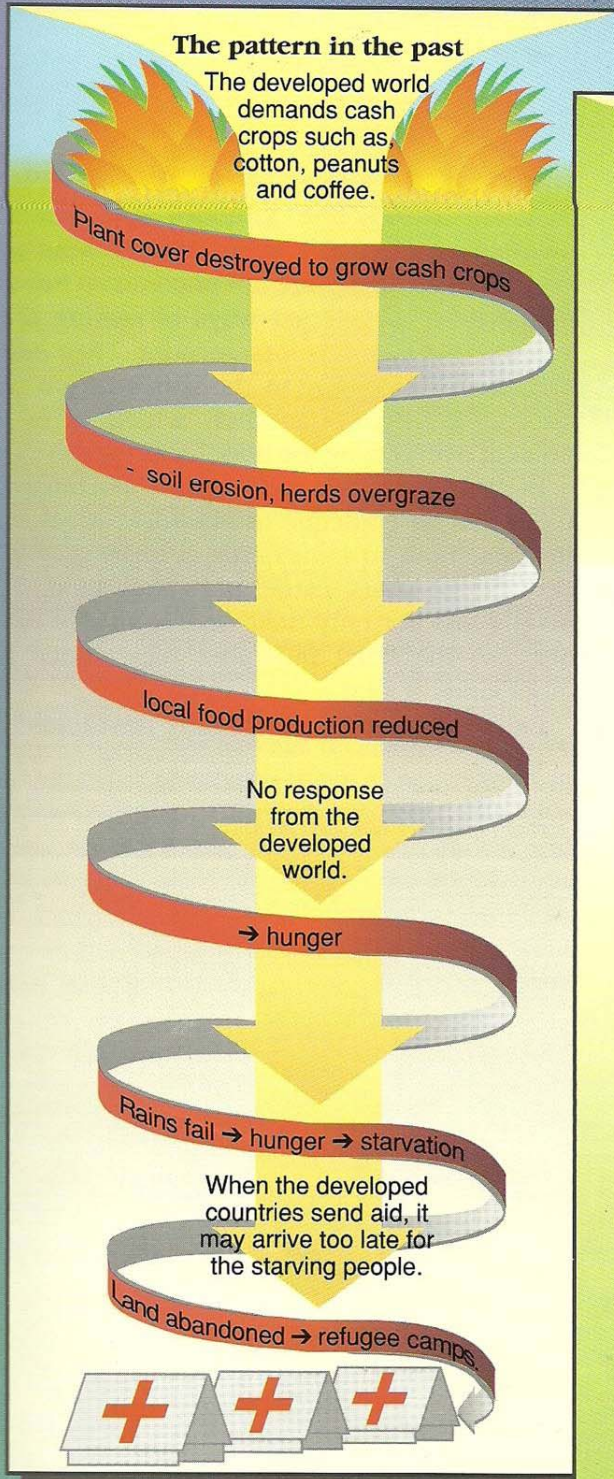 The pattern in the past
The developed world
demands cash
crops such as,
cotton, peanuts
and coffee.
Plant cover destroyed to grow cash crops
- soil erosion, herds overgraze
local food production reduced
No response
from the
developed
world.
→ hunger
Rains fail → hunger → starvation
When the developed
countries send aid, it
may arrive too late for
the starving people.
Land abandoned → refugee camps.